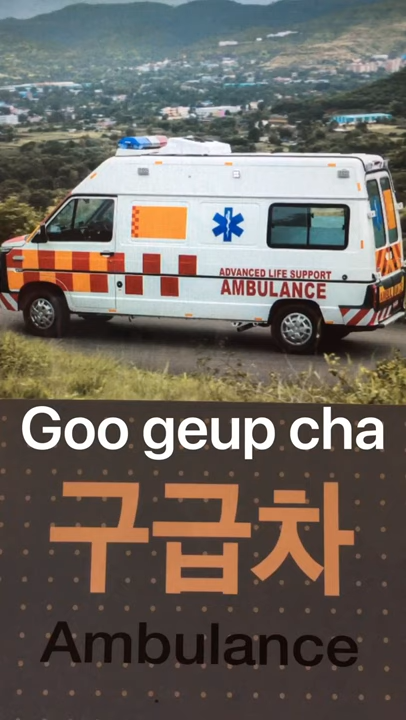 ADVANCED LIFE SUPPORT
AMBULANCE
Goo geup cha
구급차
Ambulance